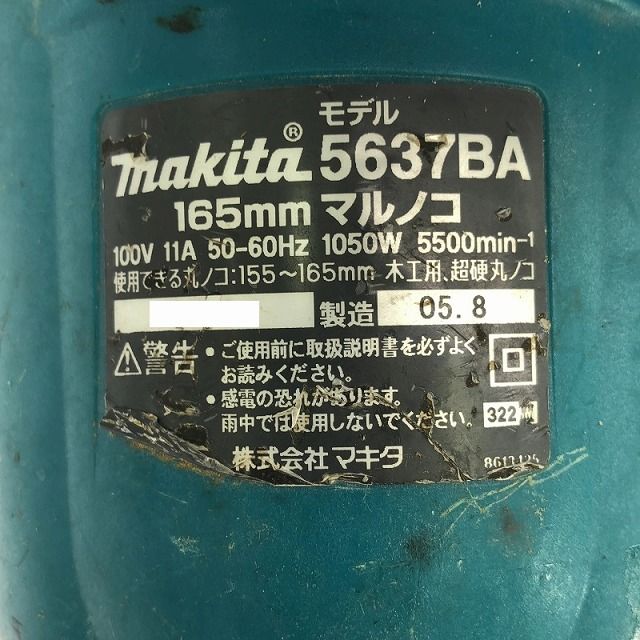 モデル
makita® 5637BA
165mm マルノコ
100V 11A 50-60Hz 1050W 5500min-1
使用できる丸ノコ:155～165mm 木工用、超硬丸ノコ
製造 05.8
警告 • ご使用前に取扱説明書を必ずよく
お読みください。
• 感電の恐れがあります。
雨中では使用しないでください。 322
株式会社マキタ